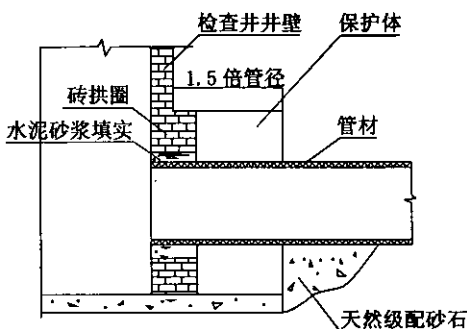 检查井井壁
保护体
1.5倍管径
砖拱圈
水泥砂浆填实
管材
天然级配砂石